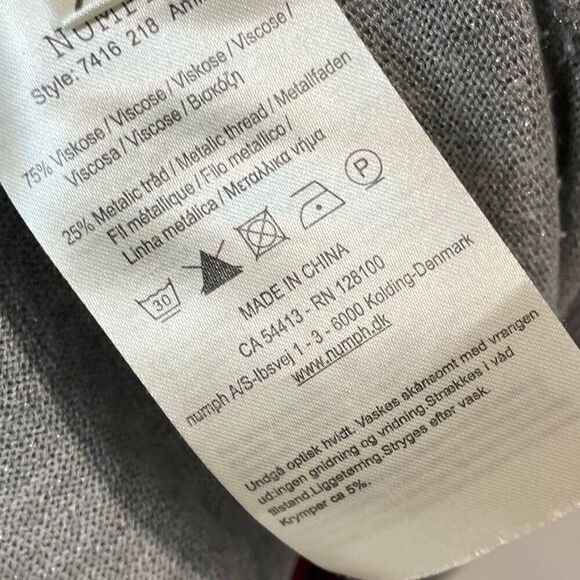 NÜMPH
Style: 7416 218
75% Viskose / Viscose / Viskose / Viscose /
Viscosa / Viscose / Βισκόζη
25% Metalic tråd / Metalic thread / Metallfaden
Fil métallique / Filo metallico /
Linha metálica / Μεταλλικα νήμα
30
P
MADE IN CHINA
CA 54413 - RN 128100
numph A/S-Ibsvej 1 - 3 - 6000 Kolding-Denmark
www.numph.dk
Undgå optisk hvidt. Vaskes skånsomt med vrangen
ud:ingen gnidning og vridning.Strækkes i våd
tilstand.Liggetørring.Stryges efter vask.
Krymper ca 5%.